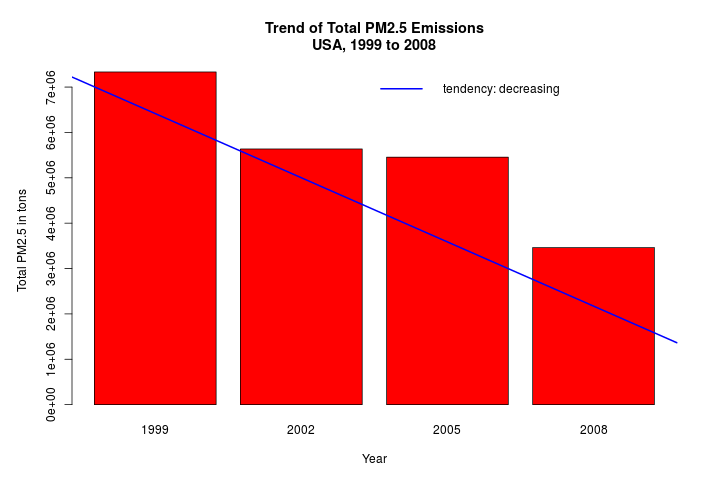 Trend of Total PM2.5 Emissions
USA, 1999 to 2008
tendency: decreasing
Total PM2.5 in tons
7e+06
6e+06
5e+06
4e+06
3e+06
2e+06
1e+06
0e+00
1999
2002
2005
2008
Year